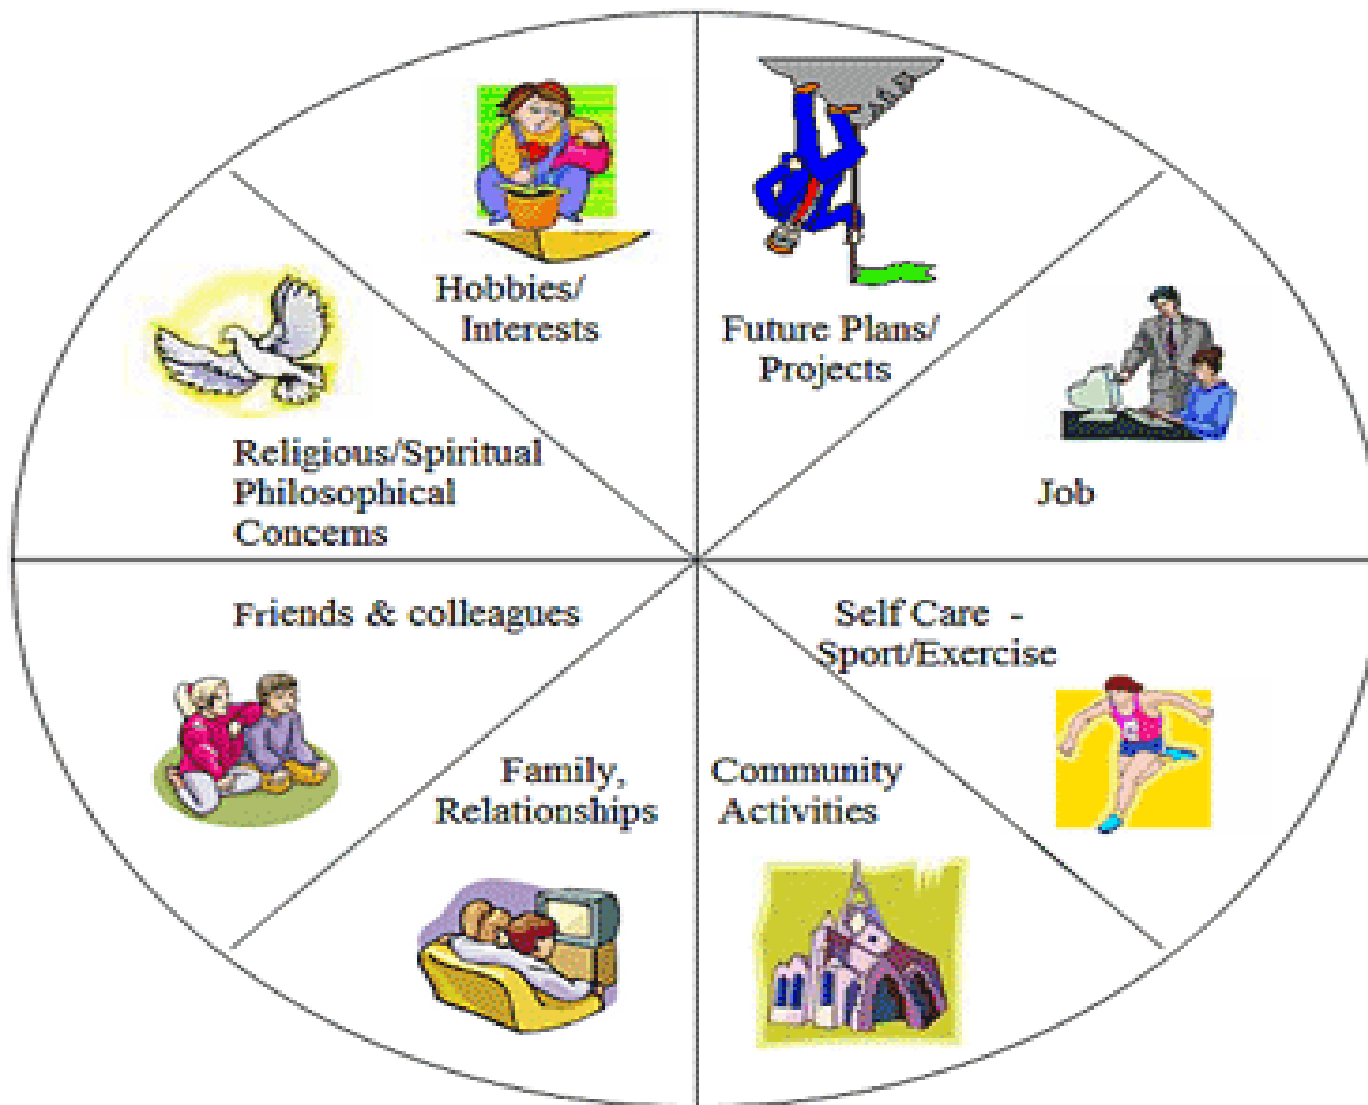 Hobbies/
Interests
Future Plans/
Projects
Religious/Spiritual
Philosophical
Concerns
Job
Friends & colleagues
Self Care -
Sport/Exercise
Family,
Relationships
Community
Activities